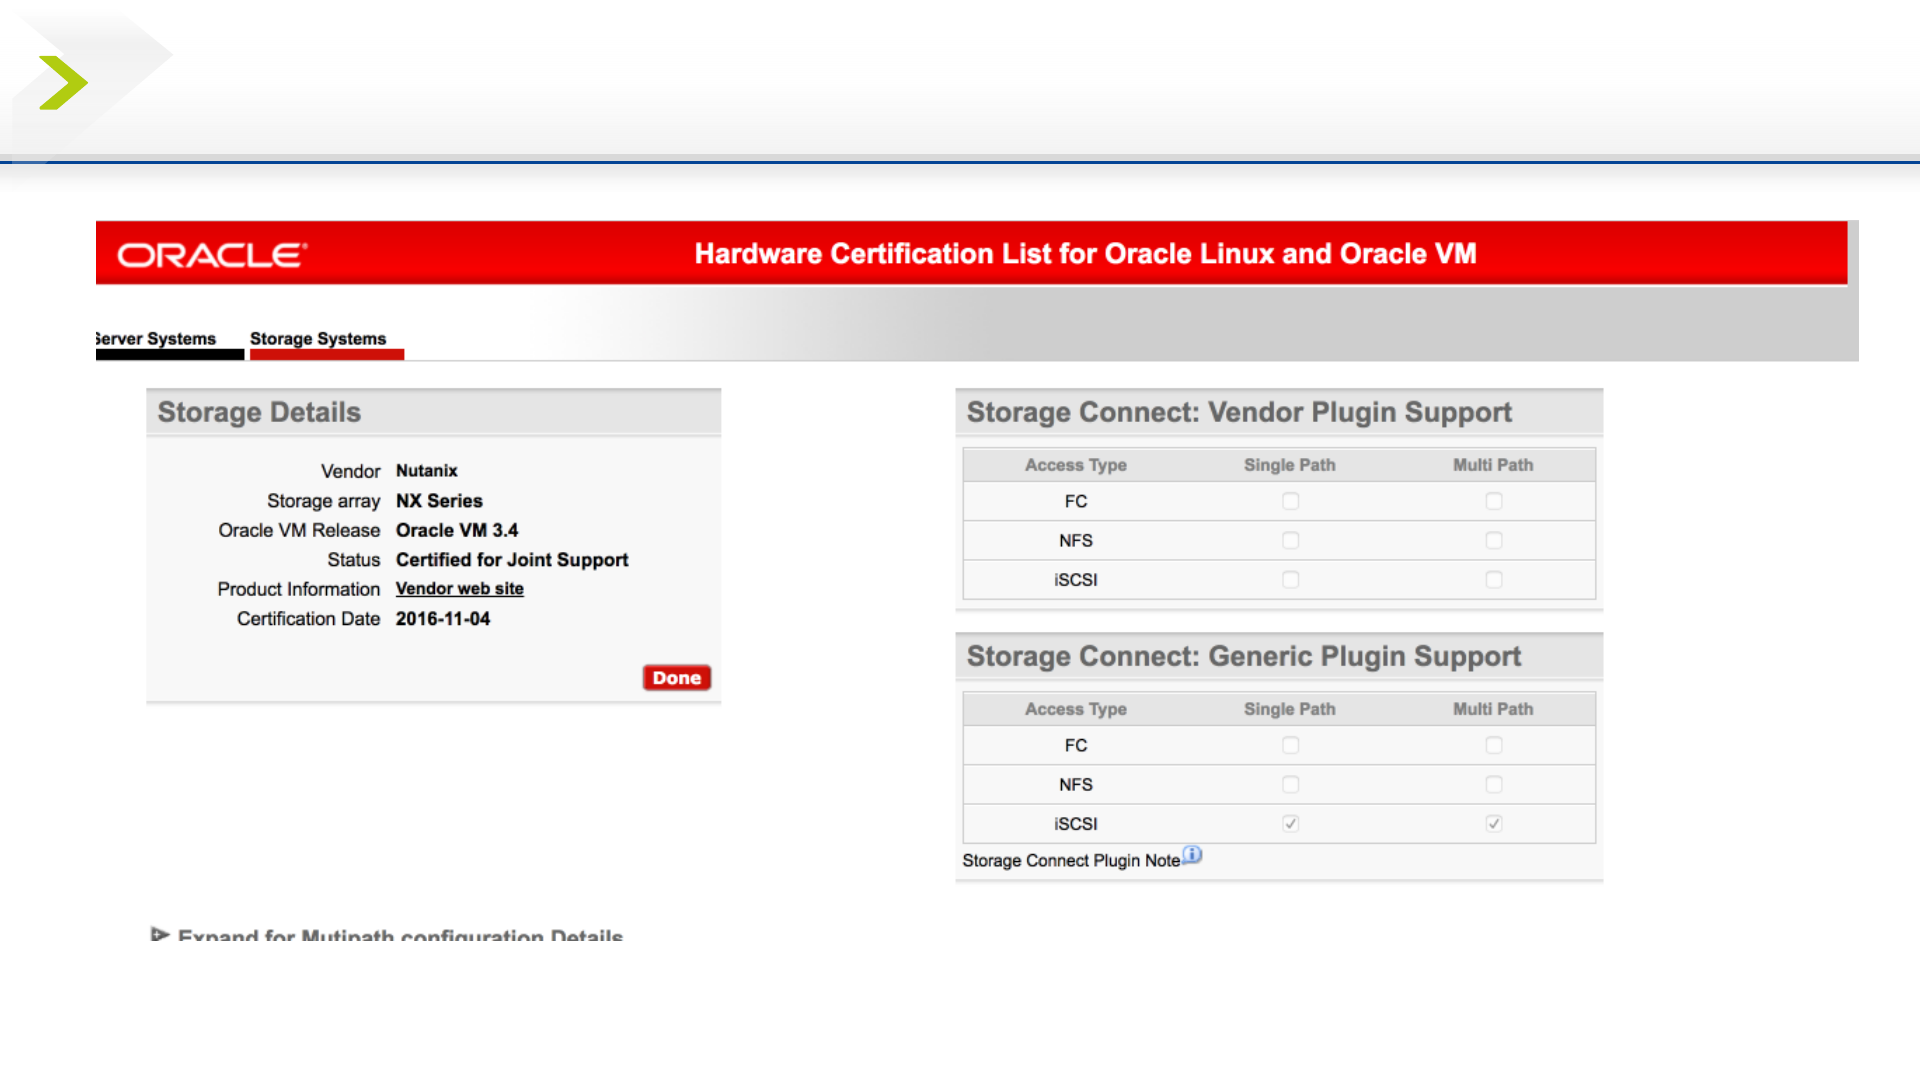 ORACLE
Hardware Certification List for Oracle Linux and Oracle VM
Server Systems Storage Systems
Storage Details
Vendor Nutanix
Storage array NX Series
Oracle VM Release Oracle VM 3.4
Status Certified for Joint Support
Product Information Vendor web site
Certification Date 2016-11-04
Done
Storage Connect: Vendor Plugin Support
Access Type Single Path Multi Path
FC
NFS
iSCSI
Storage Connect: Generic Plugin Support
Access Type Single Path Multi Path
FC
NFS
iSCSI
Storage Connect Plugin Note
Expand for Mutipath configuration Details